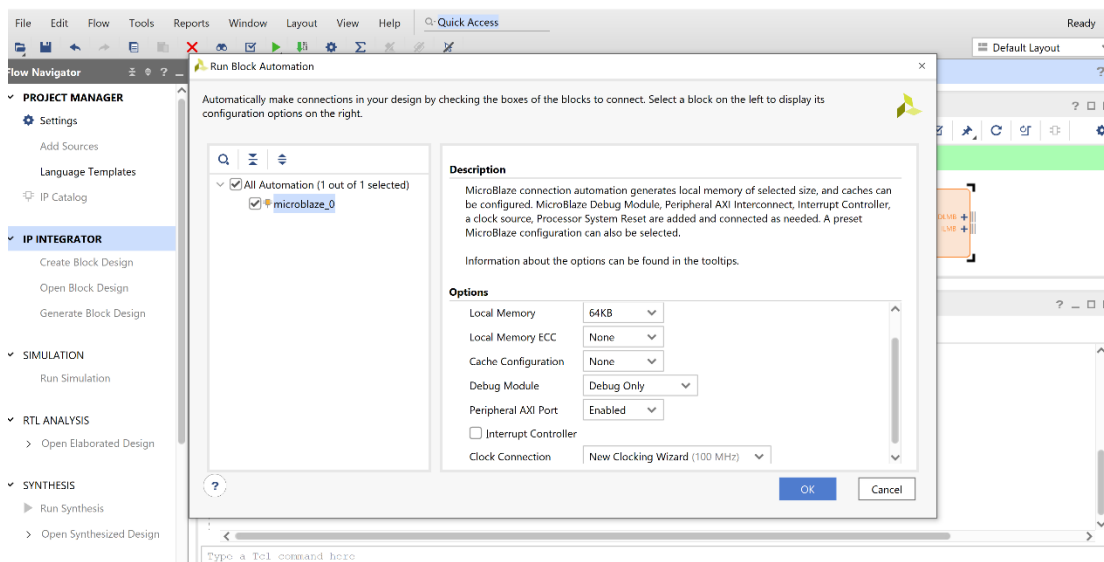 File Edit Flow Tools Reports Window Layout View Help Quick Access Ready
Default Layout
Flow Navigator ?
PROJECT MANAGER
Settings
Add Sources
Language Templates
IP Catalog
IP INTEGRATOR
Create Block Design
Open Block Design
Generate Block Design
SIMULATION
Run Simulation
RTL ANALYSIS
Open Elaborated Design
SYNTHESIS
Run Synthesis
Open Synthesized Design
Run Block Automation
Automatically make connections in your design by checking the boxes of the blocks to connect. Select a block on the left to display its
configuration options on the right.
All Automation (1 out of 1 selected)
microblaze_0
Description
MicroBlaze connection automation generates local memory of selected size, and caches can
be configured. MicroBlaze Debug Module, Peripheral AXI Interconnect, Interrupt Controller,
a clock source, Processor System Reset are added and connected as needed. A preset
MicroBlaze configuration can also be selected.
Information about the options can be found in the tooltips.
Options
Local Memory 64KB
Local Memory ECC None
Cache Configuration None
Debug Module Debug Only
Peripheral AXI Port Enabled
Interrupt Controller
Clock Connection New Clocking Wizard (100 MHz)
?
OK Cancel
?
?
DLMB
ILMB
?
Type a Tcl command here